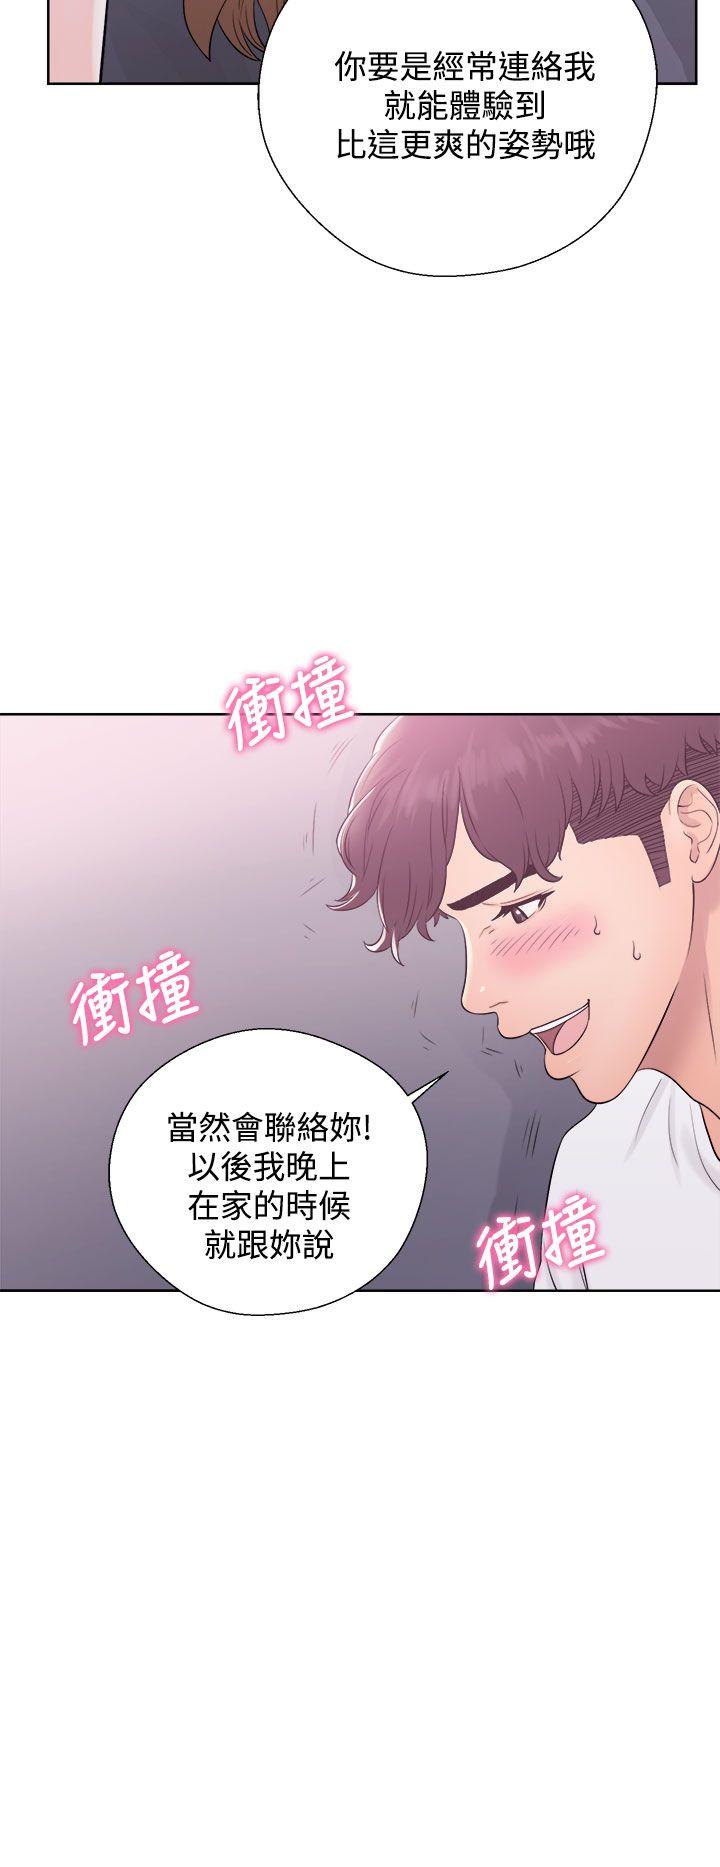 你要是經常連絡我
就能體驗到
比這更爽的姿勢哦
衝撞
衝撞
當然會聯絡妳!
以後我晚上
在家的時候
就跟妳說
衝撞